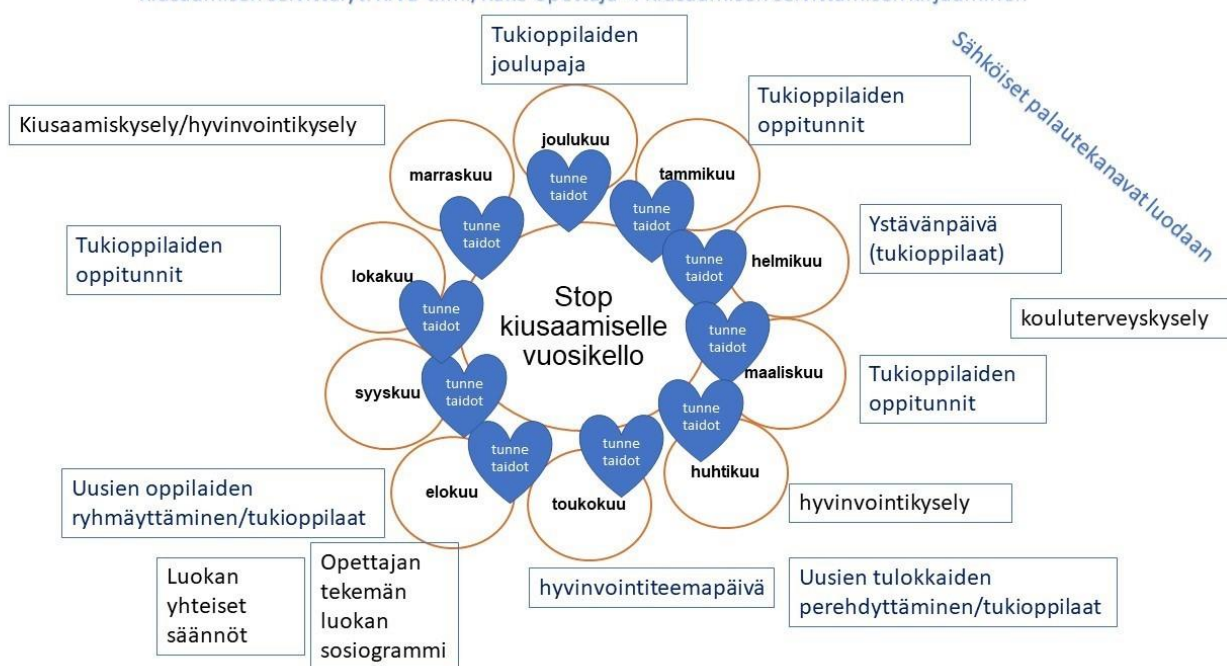 Tukioppilaiden
joulupaja
Sähköiset palautekanavat luodaan
Tukioppilaiden
oppitunnit
Kiusaamiskysely/hyvinvointikysely
joulukuu
tunne
taidot
tammikuu
tunne
taidot
marraskuu
tunne
taidot
Ystävänpäivä
(tukioppilaat)
helmikuu
tunne
taidot
Tukioppilaiden
oppitunnit
lokakuu
tunne
taidot
Stop
kiusaamiselle
vuosikello
kouluterveyskysely
tunne
taidot
maaliskuu
Tukioppilaiden
oppitunnit
syyskuu
tunne
taidot
tunne
taidot
huhtikuu
hyvinvointikysely
Uusien oppilaiden
ryhmäyttäminen/tukioppilaat
elokuu
tunne
taidot
toukokuu
tunne
taidot
Luokan
yhteiset
säännöt
Opettajan
tekemän
luokan
sosiogrammi
hyvinvointiteemapäivä
Uusien tulokkaiden
perehdyttäminen/tukioppilaat